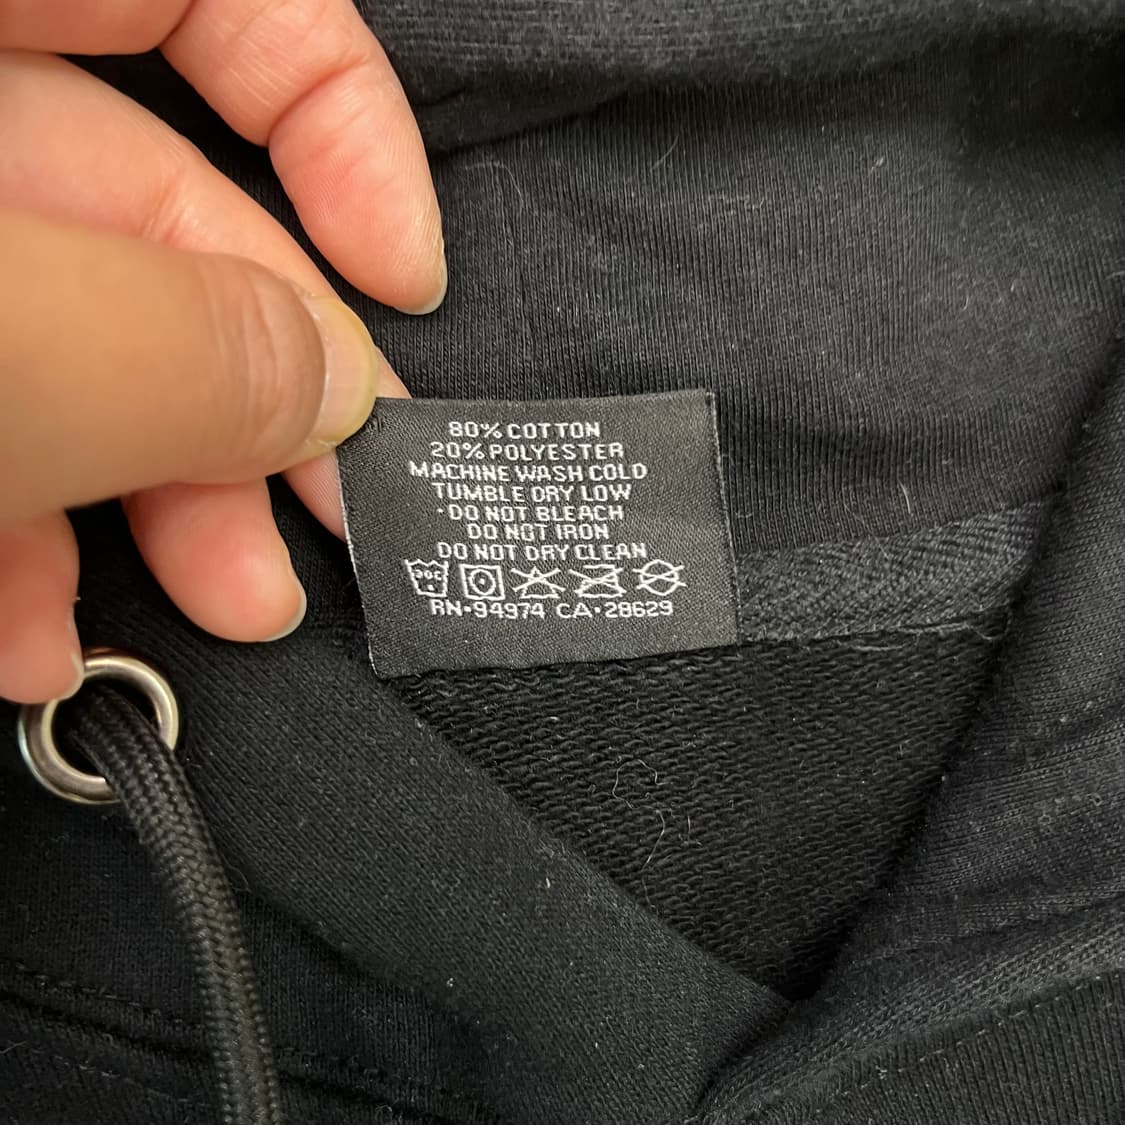 80% COTTON
20% POLYESTER
MACHINE WASH COLD
TUMBLE DRY LOW
·DO NOT BLEACH
DO NOT IRON
DO NOT DRY CLEAN
30C
RN·94974 CA·28629